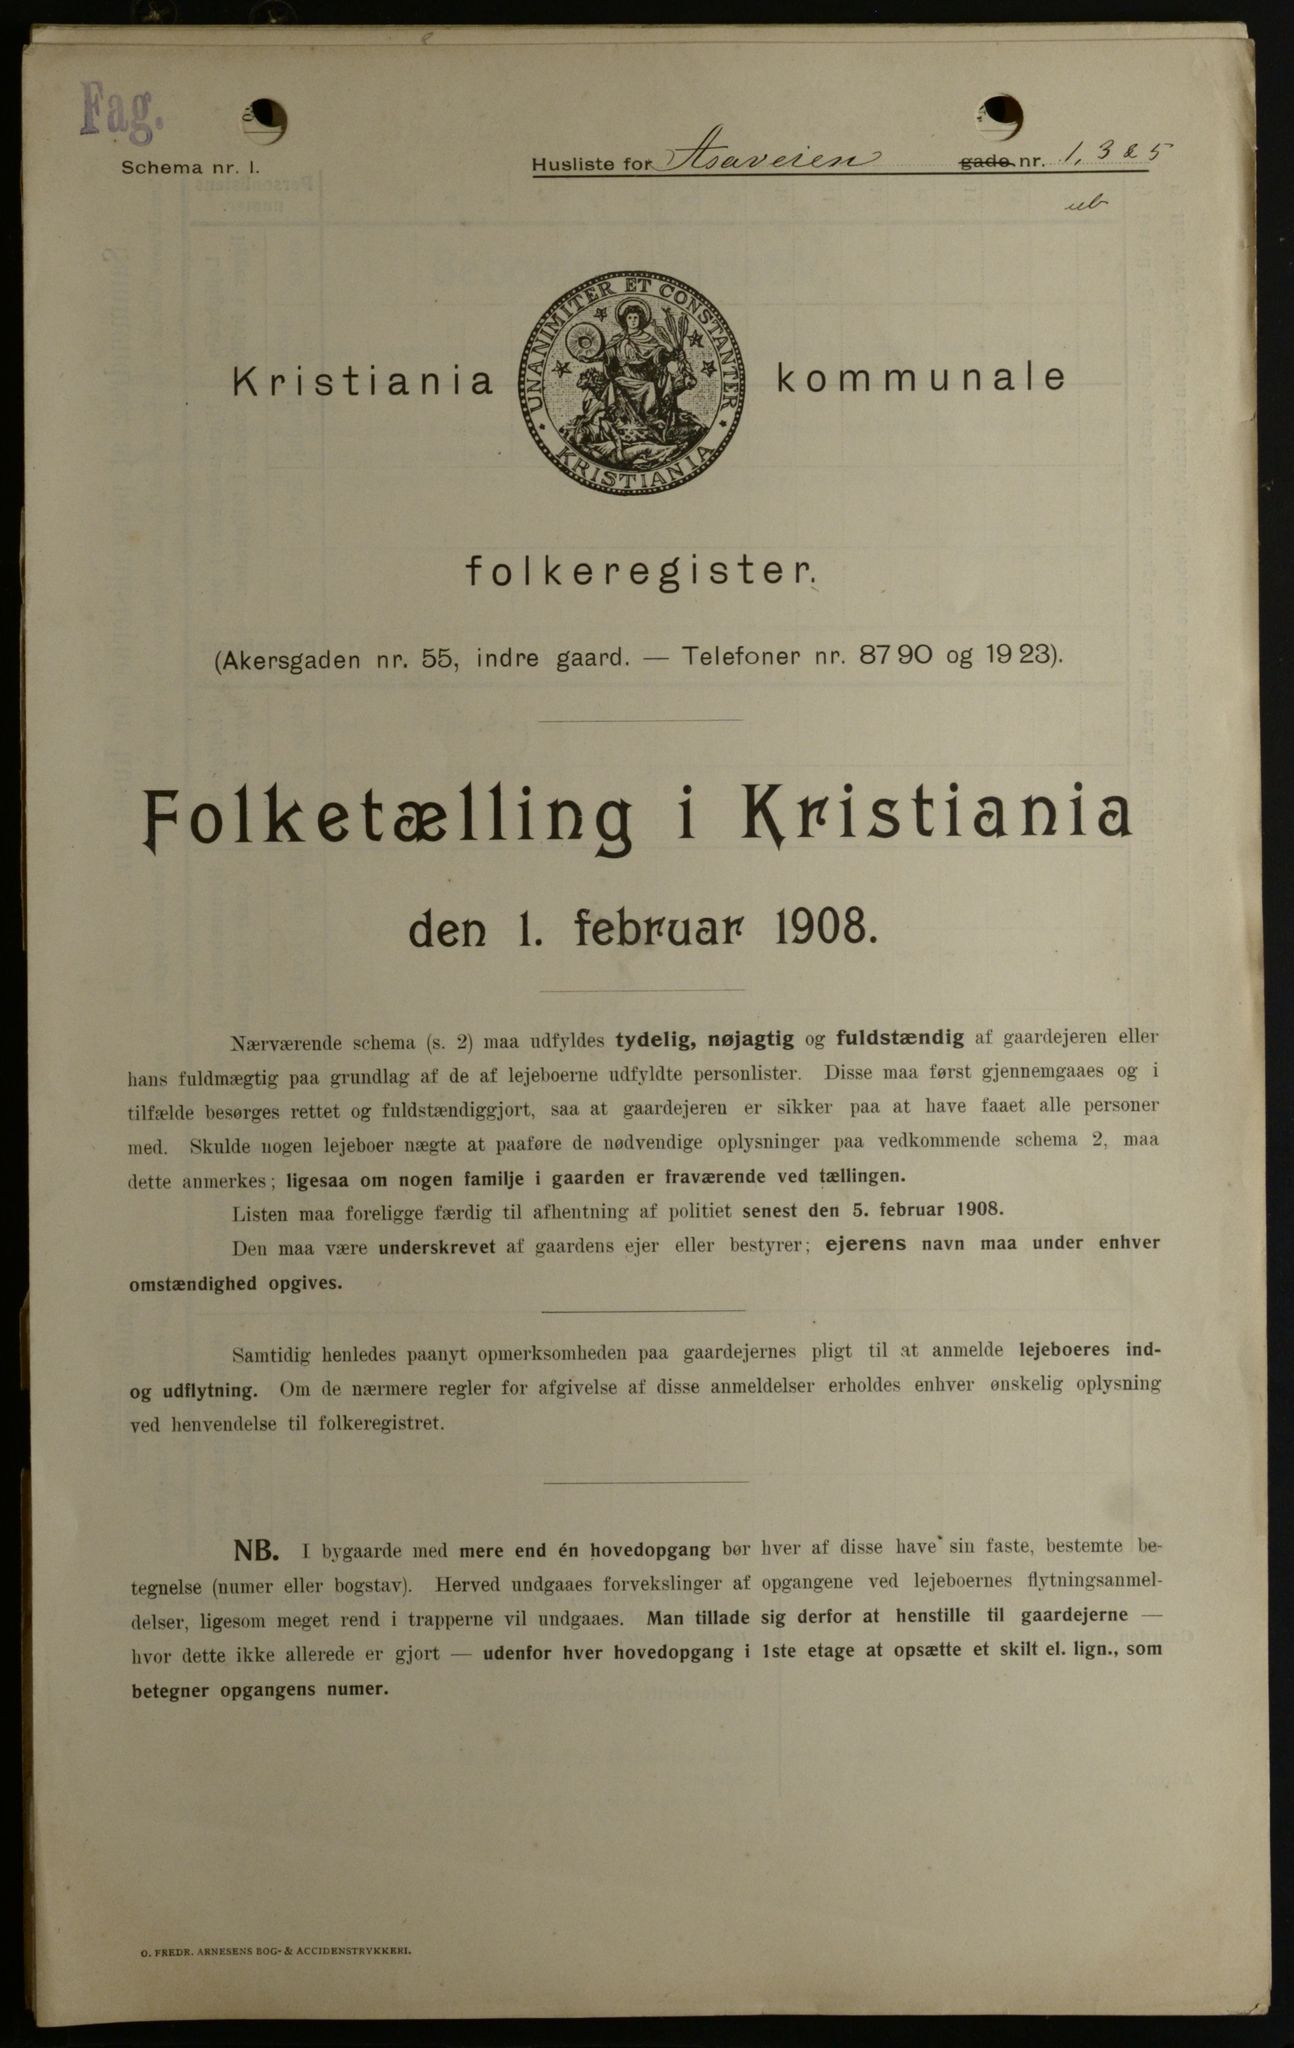 Fag.
Schema nr. 1.
Husliste for Asaveien gade nr. 1, 3 & 5
ub
UNANIMITER ET CONSTANTER
KRISTIANIA
Kristiania kommunale
folkeregister.
(Akersgaden nr. 55, indre gaard. — Telefoner nr. 87 90 og 19 23).
Folketælling i Kristiania
den 1. februar 1908.
Nærværende schema (s. 2) maa udfyldes tydelig, nøjagtig og fuldstændig af gaardejeren eller
hans fuldmægtig paa grundlag af de af lejeboerne udfyldte personlister. Disse maa først gjennemgaaes og i
tilfælde besørges rettet og fuldstændiggjort, saa at gaardejeren er sikker paa at have faaet alle personer
med. Skulde nogen lejeboer nægte at paaføre de nødvendige oplysninger paa vedkommende schema 2, maa
dette anmerkes; ligesaa om nogen familje i gaarden er fraværende ved tællingen.
Listen maa foreligge færdig til afhentning af politiet senest den 5. februar 1908.
Den maa være underskrevet af gaardens ejer eller bestyrer; ejerens navn maa under enhver
omstændighed opgives.
Samtidig henledes paanyt opmerksomheden paa gaardejernes pligt til at anmelde lejeboeres ind-
og udflytning. Om de nærmere regler for afgivelse af disse anmeldelser erholdes enhver ønskelig oplysning
ved henvendelse til folkeregistret.
NB. I bygaarde med mere end én hovedopgang bør hver af disse have sin faste, bestemte be-
tegnelse (numer eller bogstav). Herved undgaaes forvekslinger af opgangene ved lejeboernes flytningsanmel-
delser, ligesom meget rend i trapperne vil undgaaes. Man tillade sig derfor at henstille til gaardejerne —
hvor dette ikke allerede er gjort — udenfor hver hovedopgang i 1ste etage at opsætte et skilt el. lign., som
betegner opgangens numer.
O. FREDR. ARNESENS BOG- & ACCIDENSTRYKKERI.